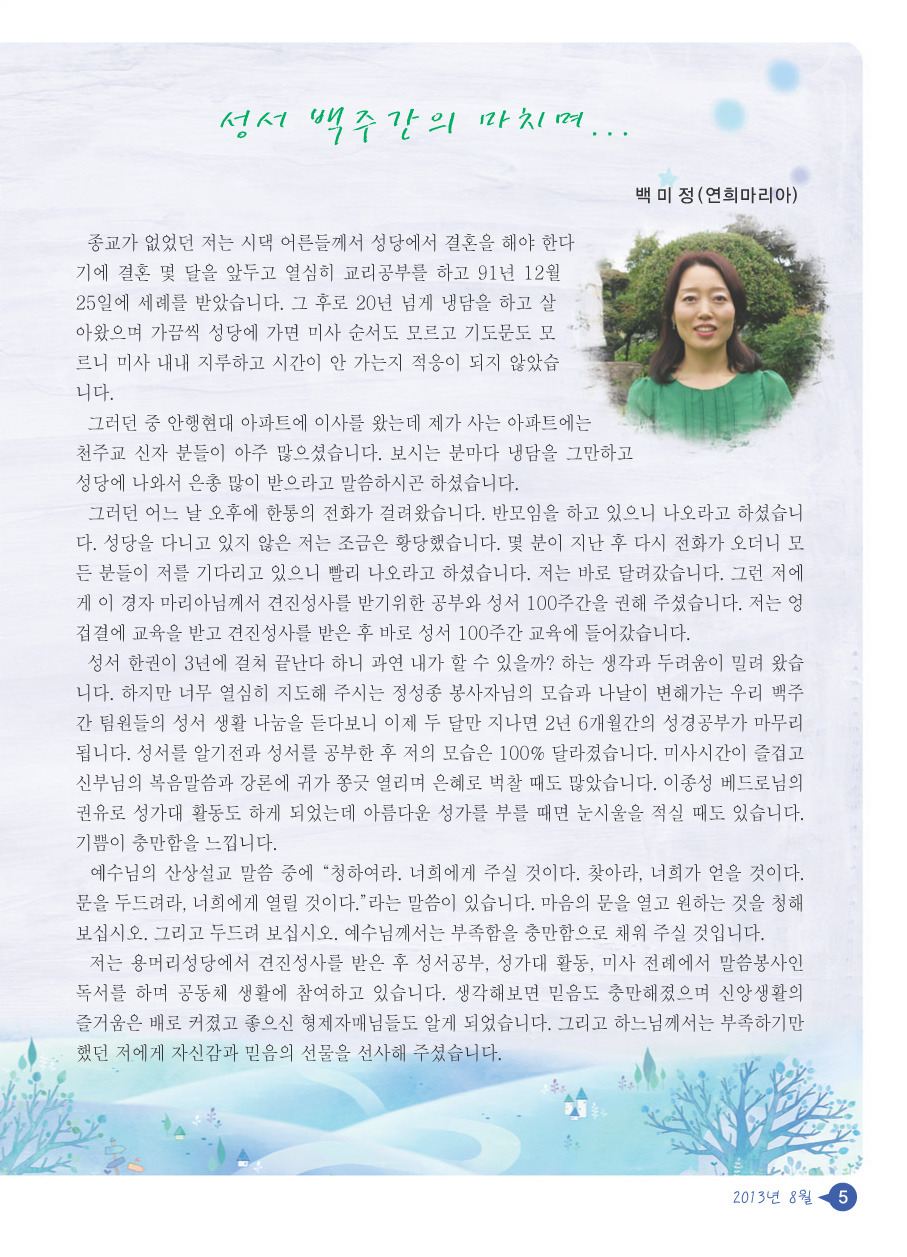 성서 백주간의 마치며...
백 미 정(연희마리아)
종교가 없었던 저는 시댁 어른들께서 성당에서 결혼을 해야 한다
기에 결혼 몇 달을 앞두고 열심히 교리공부를 하고 91년 12월
25일에 세례를 받았습니다. 그 후로 20년 넘게 냉담을 하고 살
아왔으며 가끔씩 성당에 가면 미사 순서도 모르고 기도문도 모
르니 미사 내내 지루하고 시간이 안 가는지 적응이 되지 않았습
니다.
그러던 중 안행현대 아파트에 이사를 왔는데 제가 사는 아파트에는
천주교 신자 분들이 아주 많으셨습니다. 보시는 분마다 냉담을 그만하고
성당에 나와서 은총 많이 받으라고 말씀하시곤 하셨습니다.
그러던 어느 날 오후에 한통의 전화가 걸려왔습니다. 반모임을 하고 있으니 나오라고 하셨습니
다. 성당을 다니고 있지 않은 저는 조금은 황당했습니다. 몇 분이 지난 후 다시 전화가 오더니 모
든 분들이 저를 기다리고 있으니 빨리 나오라고 하셨습니다. 저는 바로 달려갔습니다. 그런 저에
게 이 경자 마리아님께서 견진성사를 받기위한 공부와 성서 100주간을 권해 주셨습니다. 저는 엉
겁결에 교육을 받고 견진성사를 받은 후 바로 성서 100주간 교육에 들어갔습니다.
성서 한권이 3년에 걸쳐 끝난다 하니 과연 내가 할 수 있을까? 하는 생각과 두려움이 밀려 왔습
니다. 하지만 너무 열심히 지도해 주시는 정성종 봉사자님의 모습과 나날이 변해가는 우리 백주
간 팀원들의 성서 생활 나눔을 듣다보니 이제 두 달만 지나면 2년 6개월간의 성경공부가 마무리
됩니다. 성서를 알기전과 성서를 공부한 후 저의 모습은 100% 달라졌습니다. 미사시간이 즐겁고
신부님의 복음말씀과 강론에 귀가 쫑긋 열리며 은혜로 벅찰 때도 많았습니다. 이종성 베드로님의
권유로 성가대 활동도 하게 되었는데 아름다운 성가를 부를 때면 눈시울을 적실 때도 있습니다.
기쁨이 충만함을 느낍니다.
예수님의 산상설교 말씀 중에 “청하여라. 너희에게 주실 것이다. 찾아라, 너희가 얻을 것이다.
문을 두드려라, 너희에게 열릴 것이다.”라는 말씀이 있습니다. 마음의 문을 열고 원하는 것을 청해
보십시오. 그리고 두드려 보십시오. 예수님께서는 부족함을 충만함으로 채워 주실 것입니다.
저는 용머리성당에서 견진성사를 받은 후 성서공부, 성가대 활동, 미사 전례에서 말씀봉사인
독서를 하며 공동체 생활에 참여하고 있습니다. 생각해보면 믿음도 충만해졌으며 신앙생활의
즐거움은 배로 커졌고 좋으신 형제자매님들도 알게 되었습니다. 그리고 하느님께서는 부족하기만
했던 저에게 자신감과 믿음의 선물을 선사해 주셨습니다.
2013년 8월 5